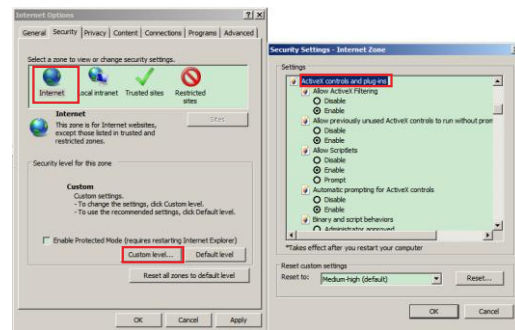 Internet Options
General Security Privacy Content Connections Programs Advanced
Select a zone to view or change security settings.
Internet Local intranet Trusted sites Restricted
sites
Internet
This zone is for Internet websites,
except those listed in trusted and
restricted zones.
Sites
Security level for this zone
Custom
Custom settings.
- To change the settings, click Custom level.
- To use the recommended settings, click Default level.
Enable Protected Mode (requires restarting Internet Explorer)
Custom level... Default level
Reset all zones to default level
OK Cancel Apply
Security Settings - Internet Zone
Settings
ActiveX controls and plug-ins
Allow ActiveX Filtering
Disable
Enable
Allow previously unused ActiveX controls to run without prom
Disable
Enable
Allow Scriptlets
Disable
Enable
Prompt
Automatic prompting for ActiveX controls
Disable
Enable
Binary and script behaviors
Administrator approved
*Takes effect after you restart your computer
Reset custom settings
Reset to: Medium-high (default) Reset...
OK Cancel